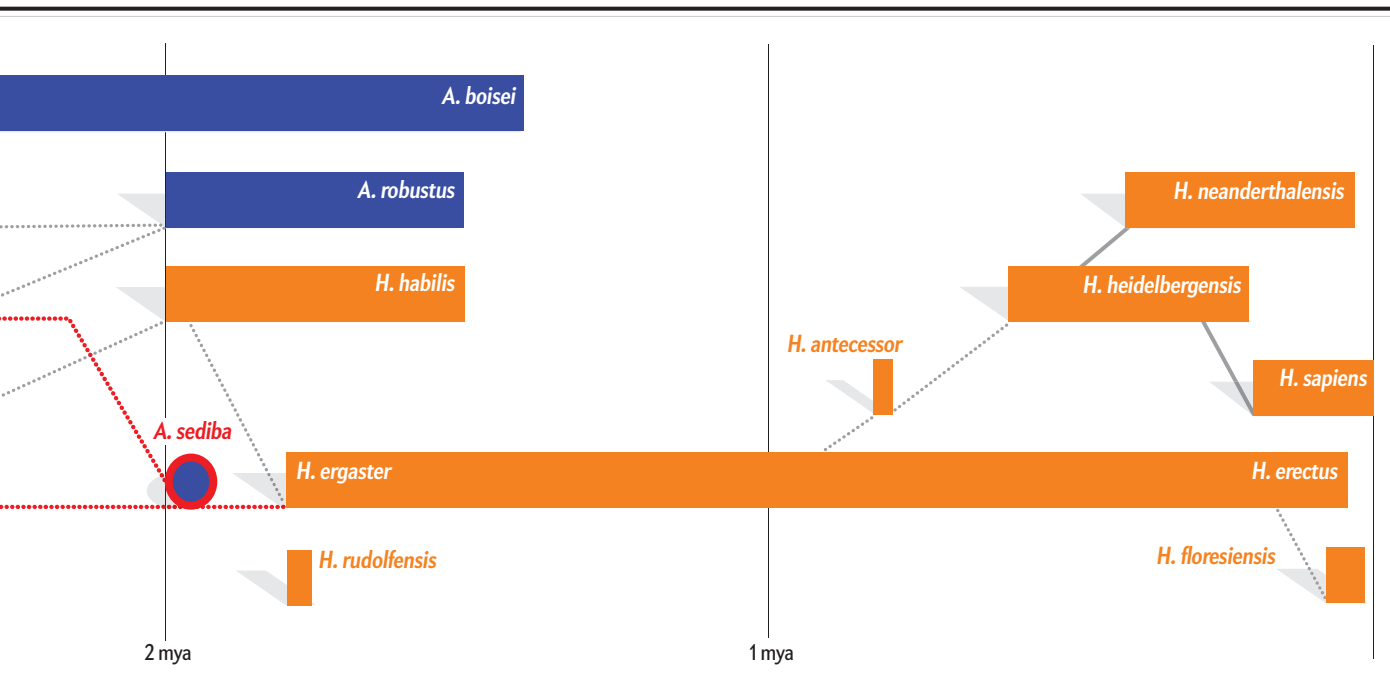 A. boisei
A. robustus
H. neanderthalensis
H. habilis
H. heidelbergensis
H. antecessor
H. sapiens
A. sediba
H. ergaster
H. erectus
H. rudolfensis
H. floresiensis
2 mya
1 mya